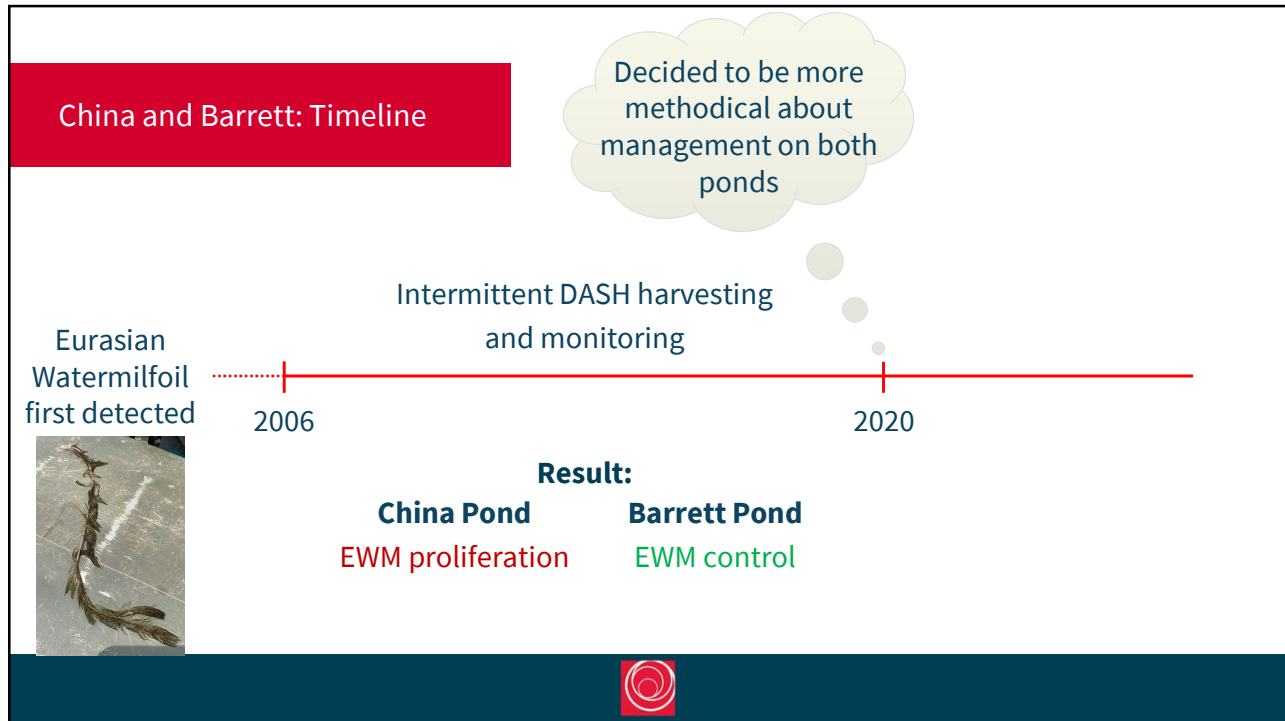 China and Barrett: Timeline
Decided to be more
methodical about
management on both
ponds
Intermittent DASH harvesting
and monitoring
Eurasian
Watermilfoil
first detected
2006
2020
Result:
China Pond
Barrett Pond
EWM proliferation
EWM control